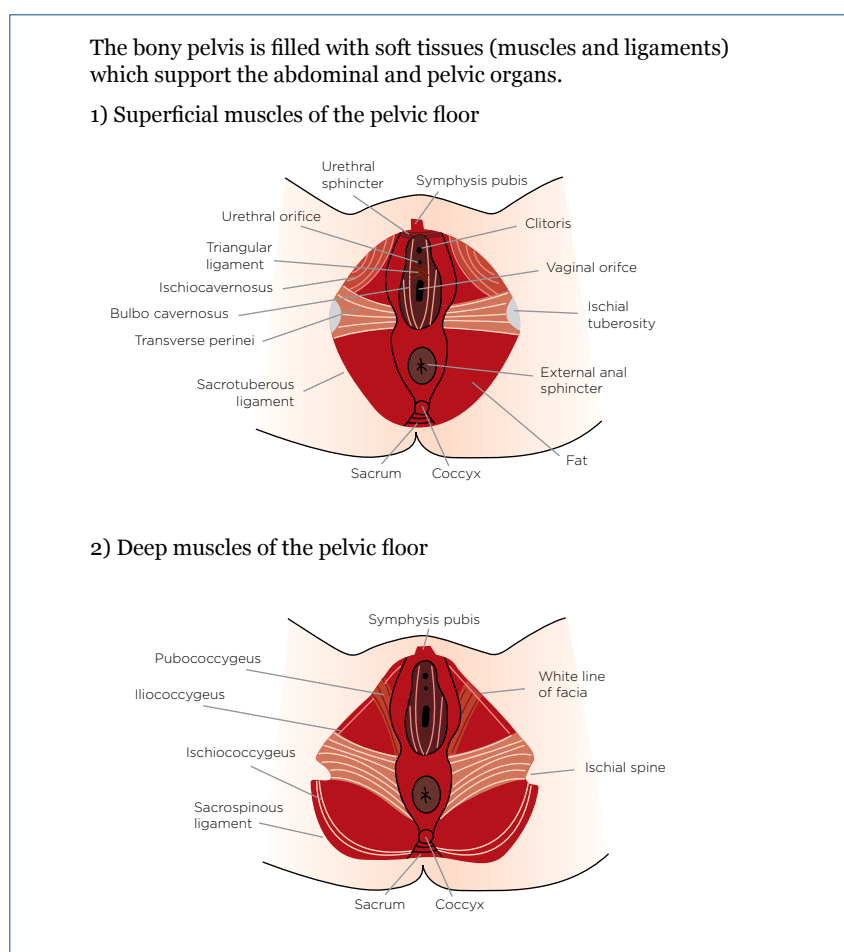 The bony pelvis is filled with soft tissues (muscles and ligaments)
which support the abdominal and pelvic organs.
1) Superficial muscles of the pelvic floor
Urethral
sphincter
Symphysis pubis
Urethral orifice
Clitoris
Triangular
ligament
Vaginal orifce
Ischiocavernosus
Bulbo cavernosus
Ischial
tuberosity
Transverse perinei
Sacrotuberous
ligament
External anal
sphincter
Fat
Sacrum
Coccyx
2) Deep muscles of the pelvic floor
Symphysis pubis
Pubococcygeus
White line
of facia
Iliococcygeus
Ischiococcygeus
Ischial spine
Sacrospinous
ligament
Sacrum
Coccyx